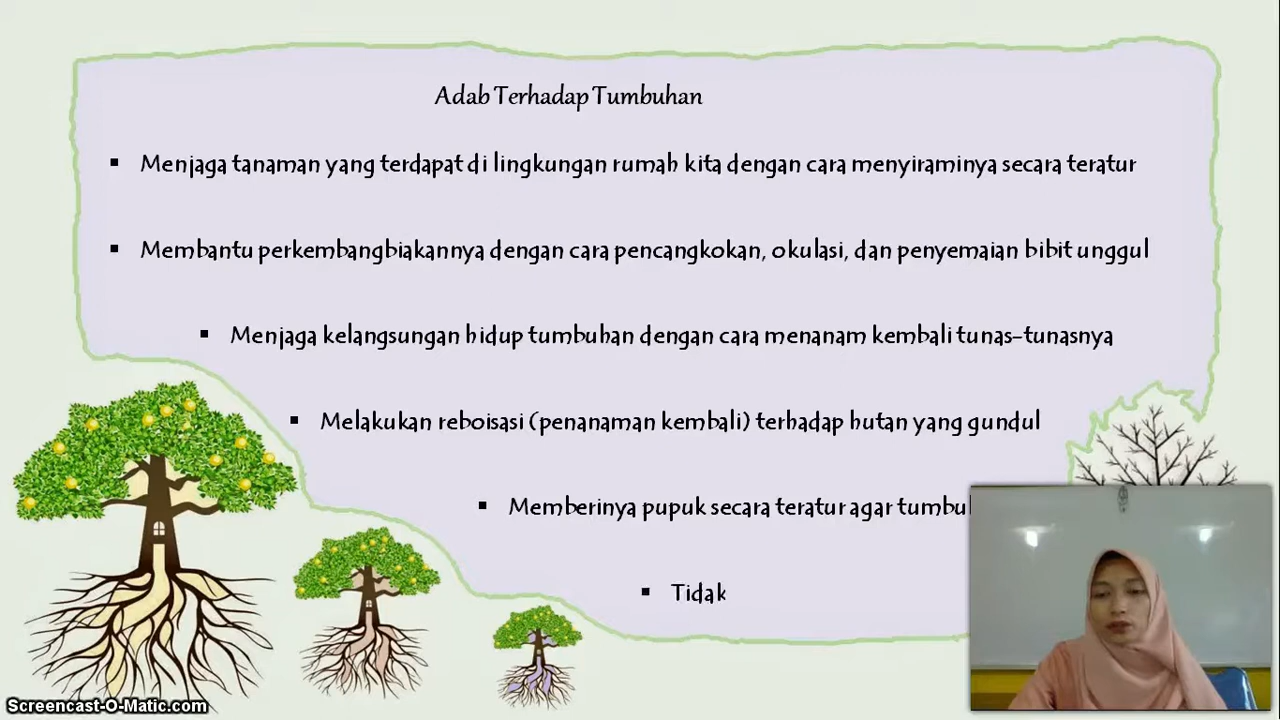 Adab Terhadap Tumbuhan
▪ Menjaga tanaman yang terdapat di lingkungan rumah kita dengan cara menyiraminya secara teratur
▪ Membantu perkembangbiakannya dengan cara pencangkokan, okulasi, dan penyemaian bibit unggul
▪ Menjaga kelangsungan hidup tumbuhan dengan cara menanam kembali tunas-tunasnya
▪ Melakukan reboisasi (penanaman kembali) terhadap hutan yang gundul
▪ Memberinya pupuk secara teratur agar
▪ Tidak
Screencast-O-Matic.com